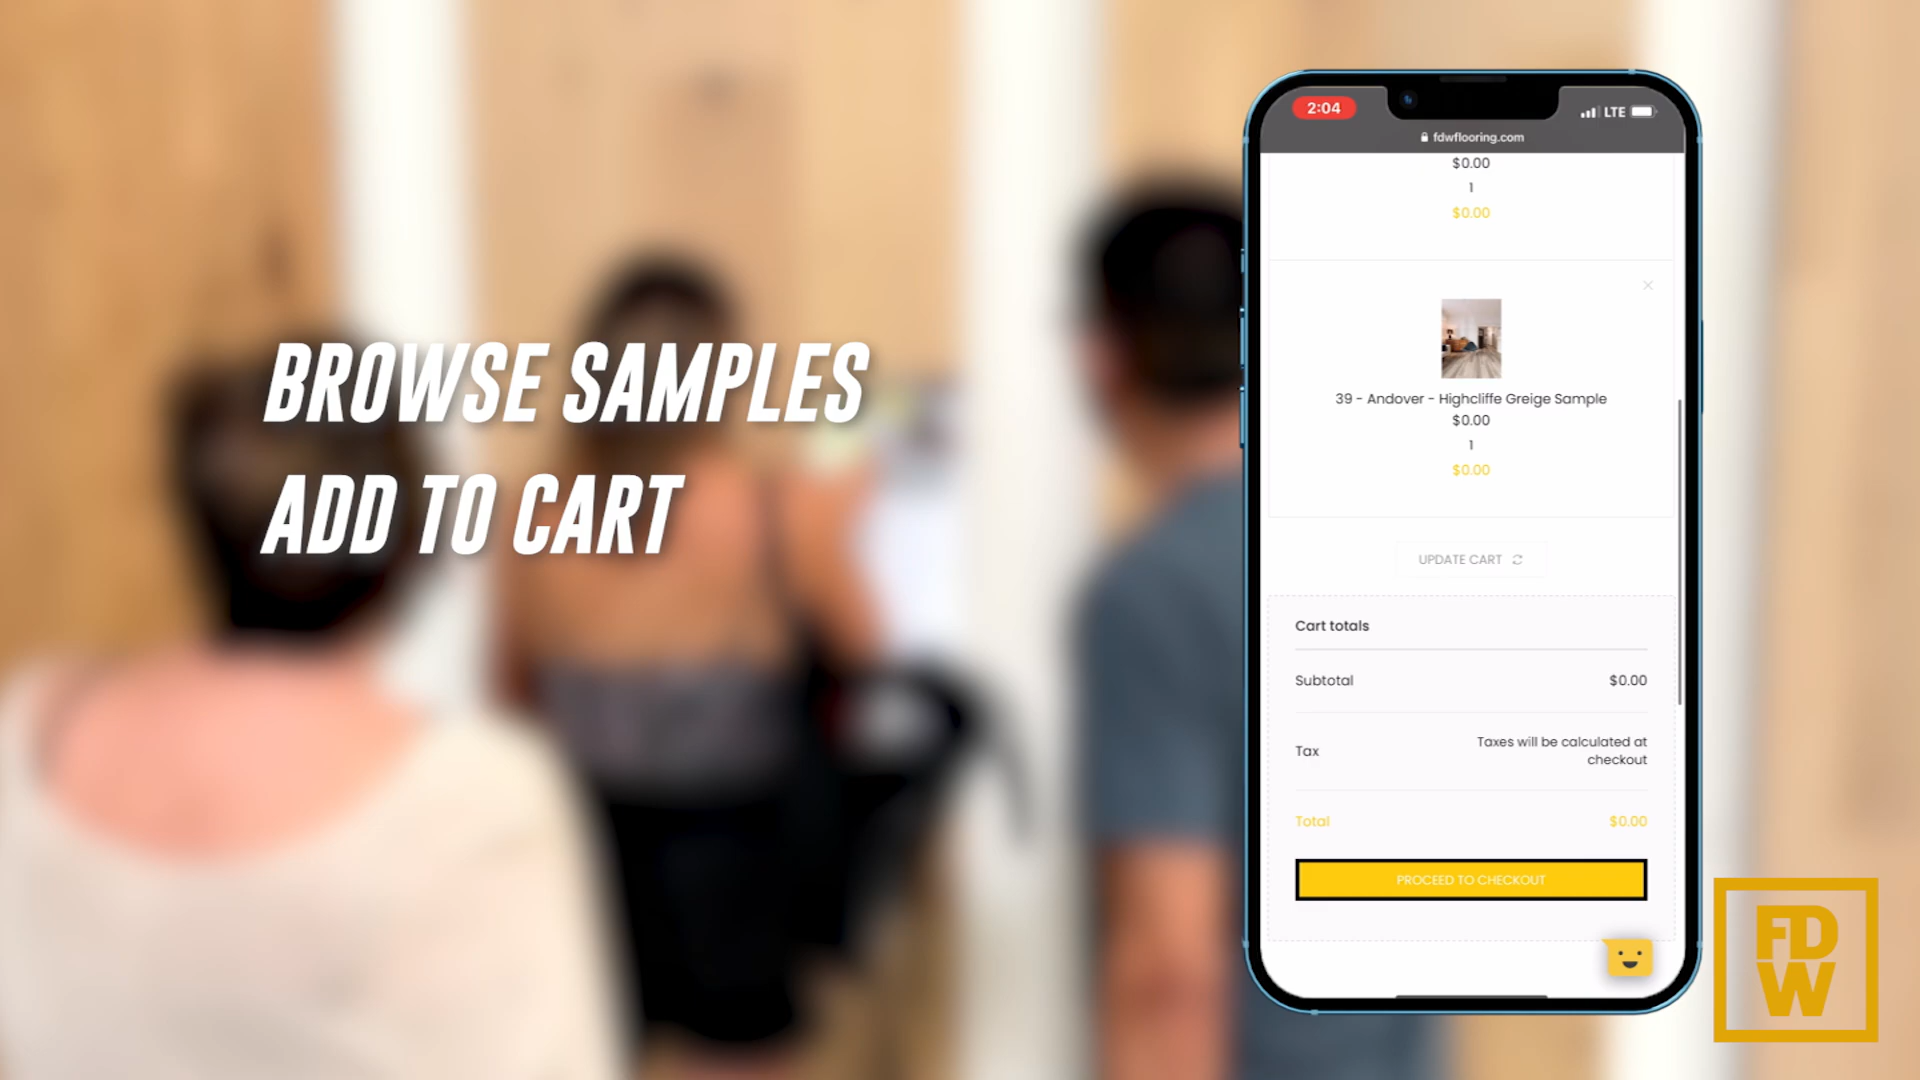 BROWSE SAMPLES
ADD TO CART
2:04
LTE
fdwflooring.com
$0.00
1
$0.00
39 - Andover - Highcliffe Greige Sample
$0.00
1
$0.00
UPDATE CART
Cart totals
Subtotal $0.00
Tax Taxes will be calculated at
checkout
Total $0.00
PROCEED TO CHECKOUT
FD
W